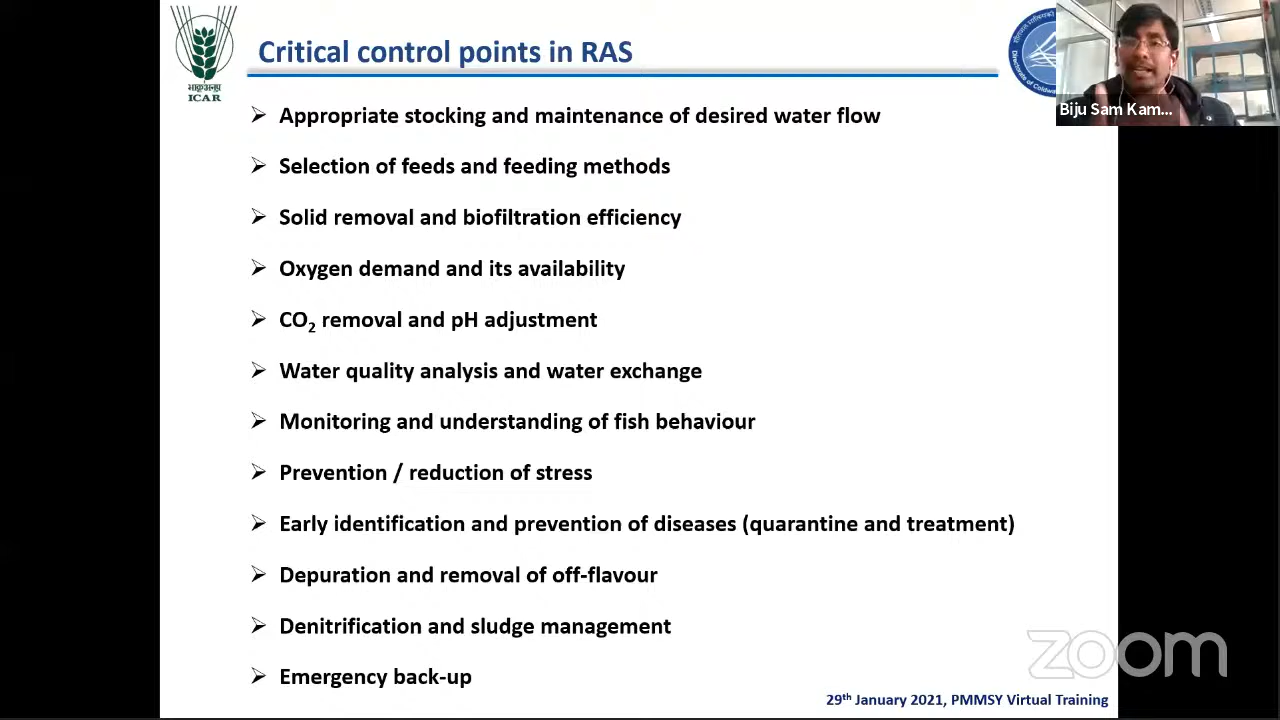 Critical control points in RAS
भाकृअनुप
ICAR
Directorate of Coldwa
Biju Sam Kam...
➢ Appropriate stocking and maintenance of desired water flow
➢ Selection of feeds and feeding methods
➢ Solid removal and biofiltration efficiency
➢ Oxygen demand and its availability
➢ CO₂ removal and pH adjustment
➢ Water quality analysis and water exchange
➢ Monitoring and understanding of fish behaviour
➢ Prevention / reduction of stress
➢ Early identification and prevention of diseases (quarantine and treatment)
➢ Depuration and removal of off-flavour
➢ Denitrification and sludge management
➢ Emergency back-up
zoom
29th January 2021, PMMSY Virtual Training